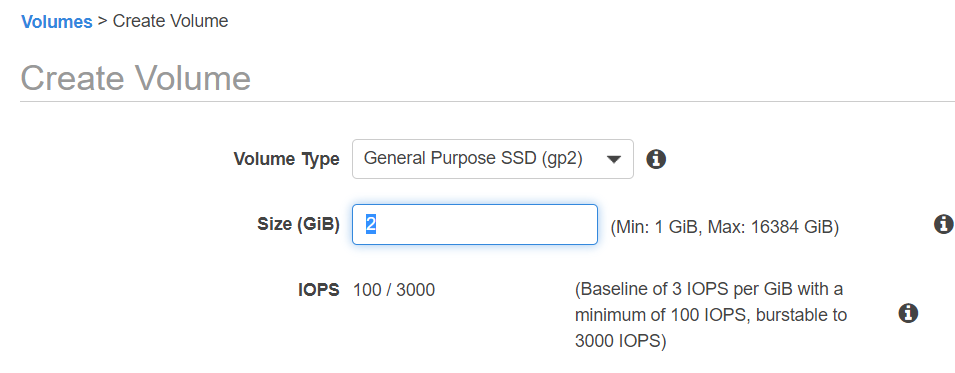 Volumes > Create Volume
Create Volume
Volume Type General Purpose SSD (gp2)
Size (GiB) 2 (Min: 1 GiB, Max: 16384 GiB)
IOPS 100 / 3000 (Baseline of 3 IOPS per GiB with a
minimum of 100 IOPS, burstable to
3000 IOPS)